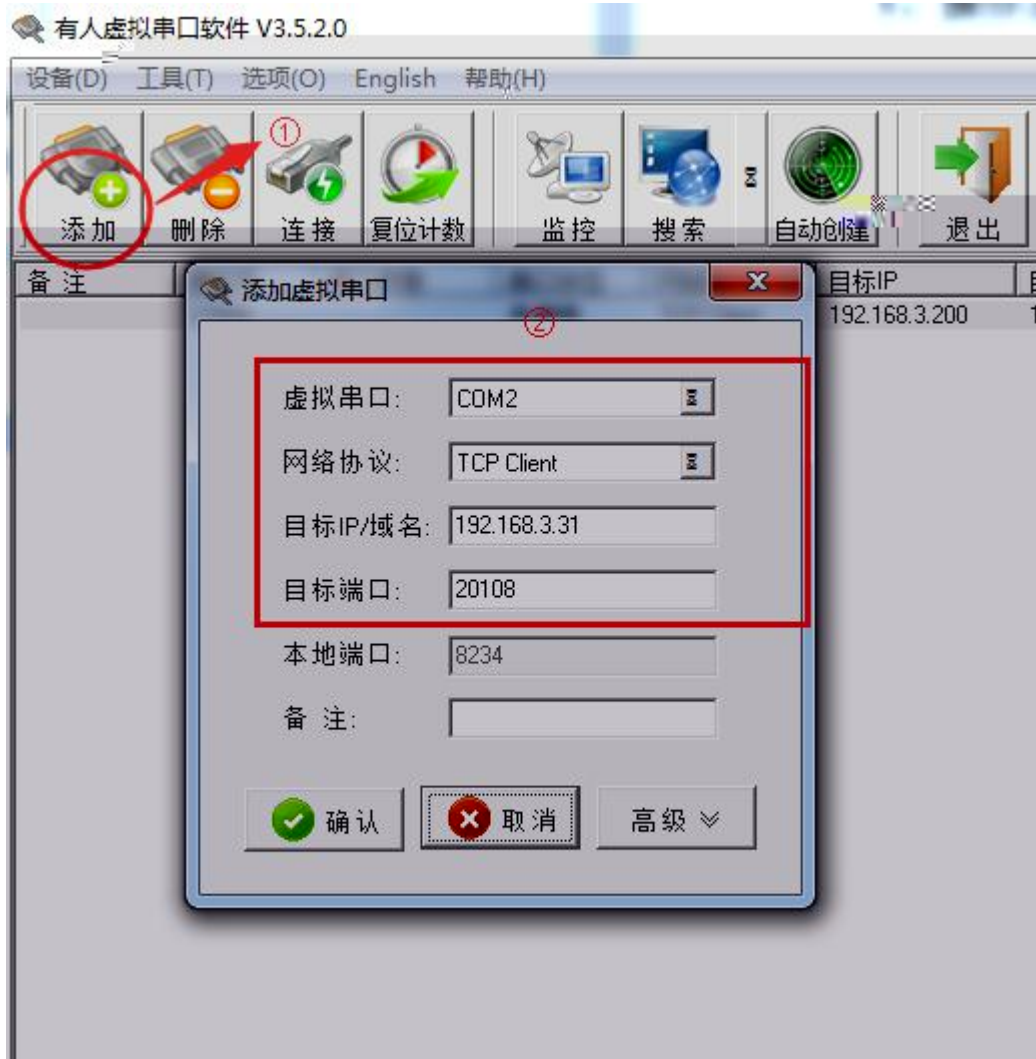 有人虚拟串口软件 V3.5.2.0
设备(D) 工具(T) 选项(O) English 帮助(H)
①
添加 删除 连接 复位计数 监控 搜索 自动创建 退出
备 注 目标IP
添加虚拟串口
192.168.3.200
②
虚拟串口: COM2
网络协议: TCP Client
目标IP/域名: 192.168.3.31
目标端口: 20108
本地端口: 8234
备 注:
确认 取消 高级